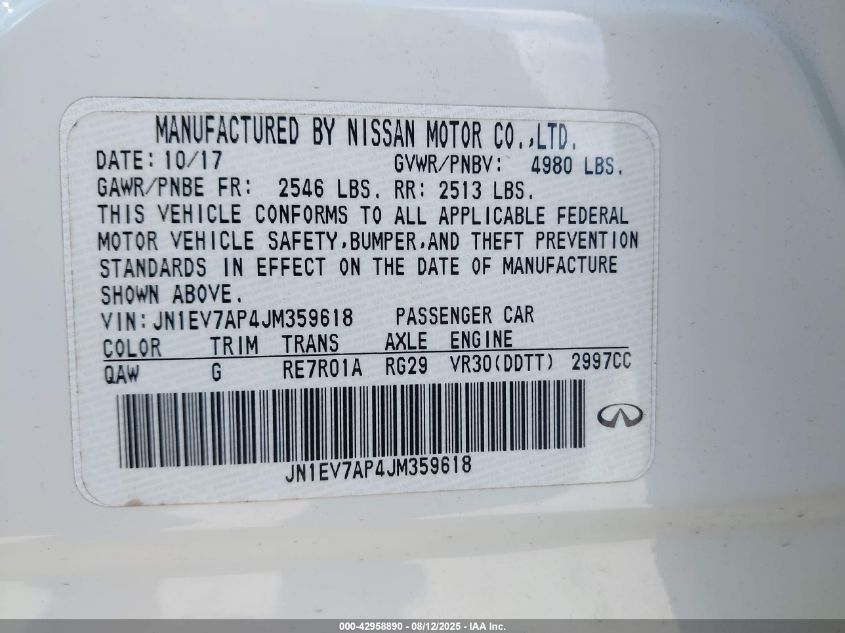 MANUFACTURED BY NISSAN MOTOR CO.,LTD.
DATE: 10/17 GVWR/PNBV: 4980 LBS.
GAWR/PNBE FR: 2546 LBS. RR: 2513 LBS.
THIS VEHICLE CONFORMS TO ALL APPLICABLE FEDERAL
MOTOR VEHICLE SAFETY,BUMPER,AND THEFT PREVENTION
STANDARDS IN EFFECT ON THE DATE OF MANUFACTURE
SHOWN ABOVE.
VIN: JN1EV7AP4JM359618 PASSENGER CAR
COLOR TRIM TRANS AXLE ENGINE
QAW G RE7R01A RG29 VR30(DDTT) 2997CC
JN1EV7AP4JM359618
000-42958890 - 08/12/2025 - IAA Inc.